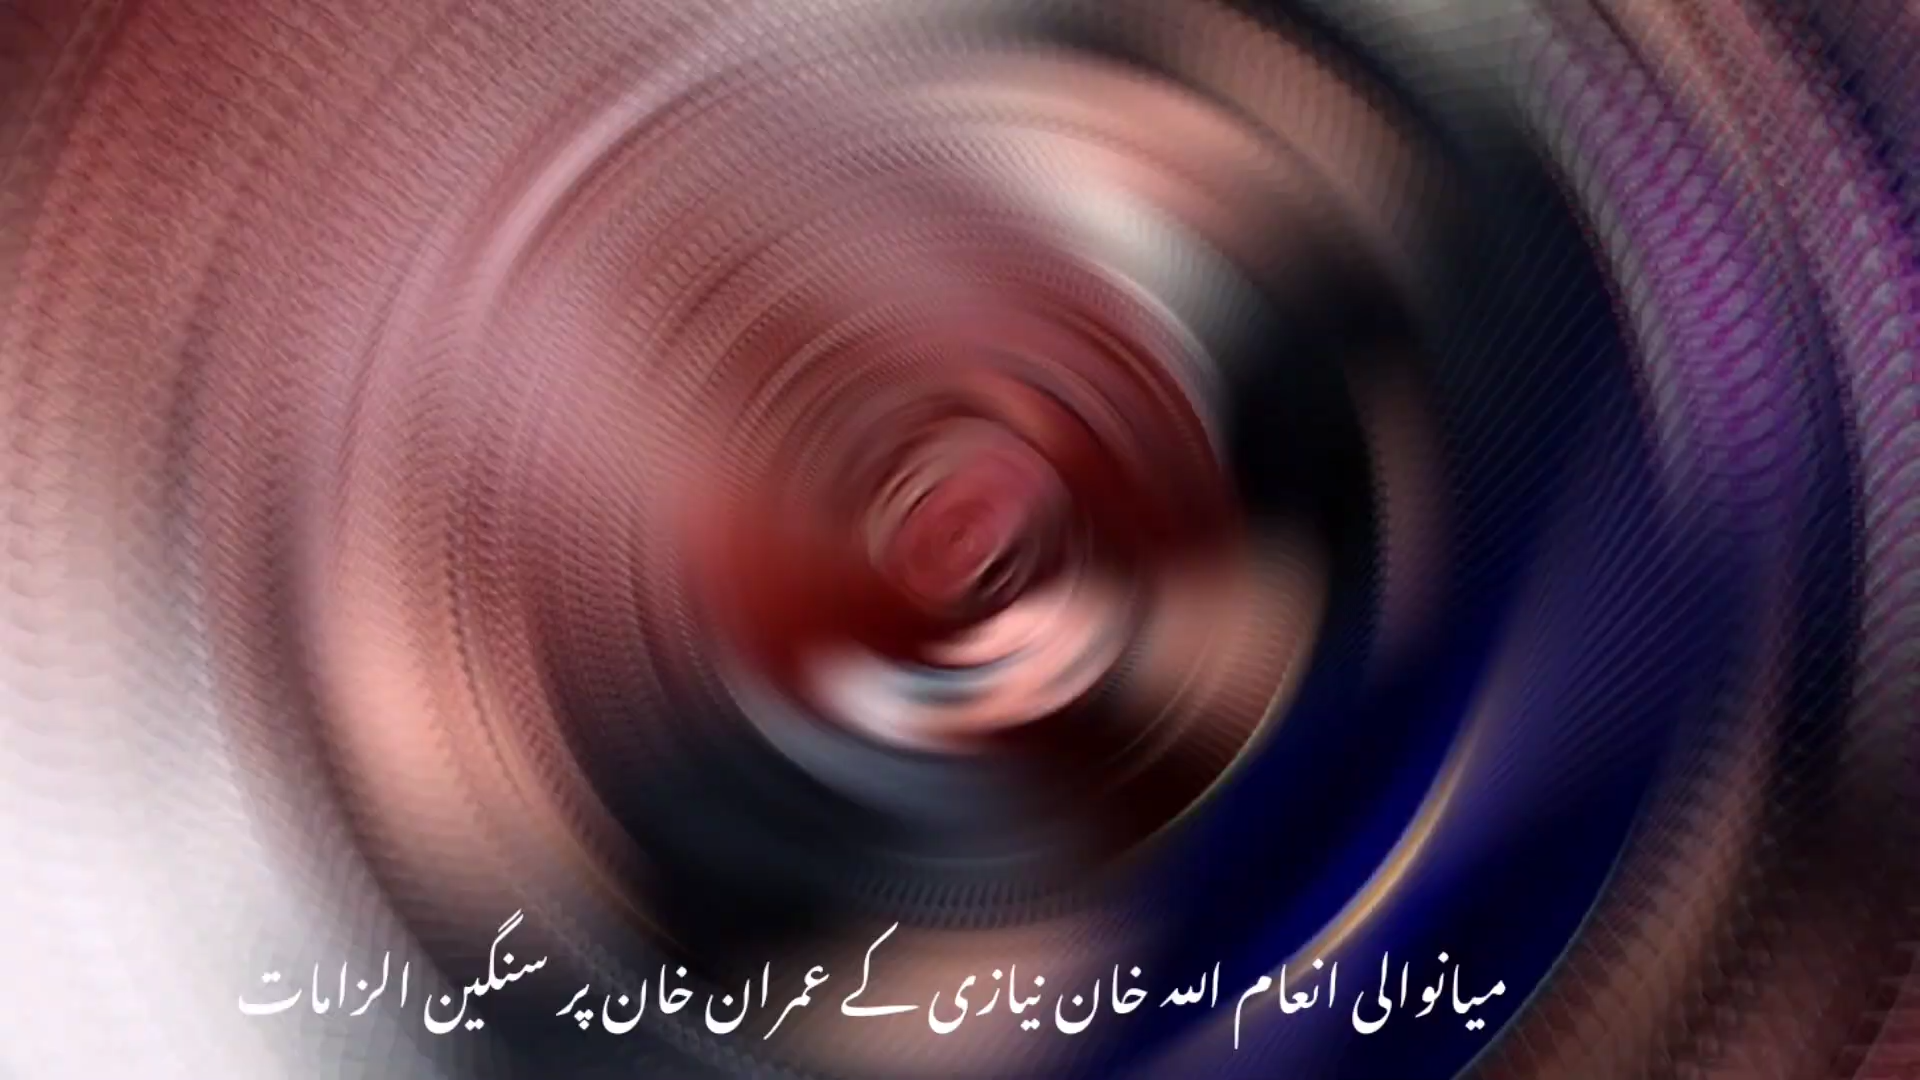 میانوالی انعام اللہ خان نیازی کے عمران خان پر سنگین الزامات